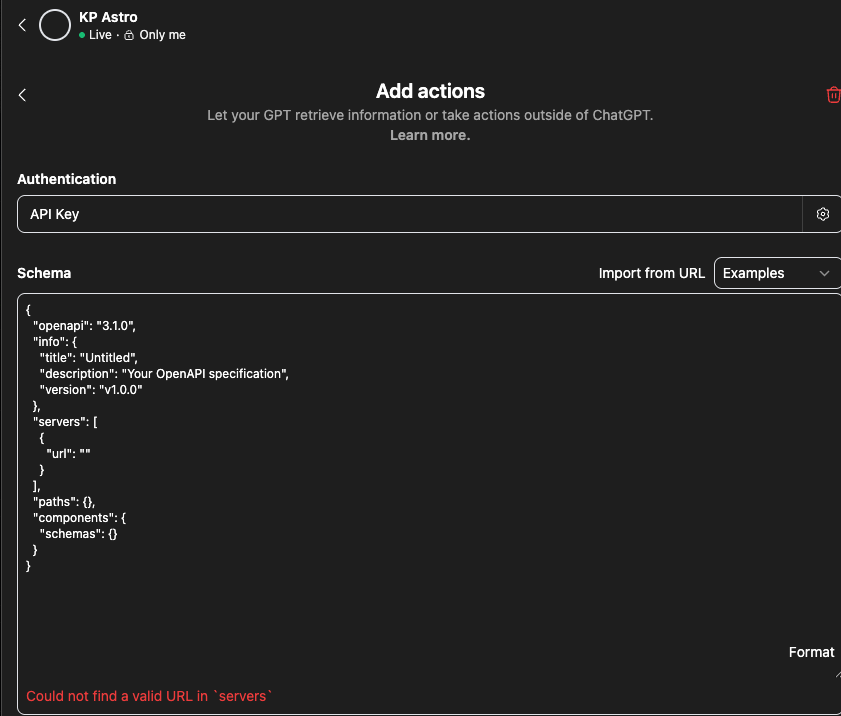 KP Astro
Live · Only me
Add actions
Let your GPT retrieve information or take actions outside of ChatGPT.
Learn more.
Authentication
API Key
Schema
Import from URL
Examples
{
  "openapi": "3.1.0",
  "info": {
    "title": "Untitled",
    "description": "Your OpenAPI specification",
    "version": "v1.0.0"
  },
  "servers": [
    {
      "url": ""
    }
  ],
  "paths": {},
  "components": {
    "schemas": {}
  }
}
Format
Could not find a valid URL in `servers`